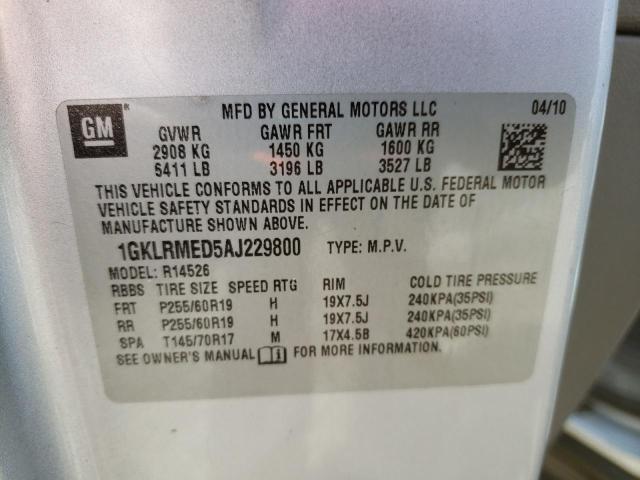 GM
MFD BY GENERAL MOTORS LLC 04/10
GVWR GAWR FRT GAWR RR
2908 KG 1450 KG 1600 KG
5411 LB 3196 LB 3527 LB
THIS VEHICLE CONFORMS TO ALL APPLICABLE U.S. FEDERAL MOTOR
VEHICLE SAFETY STANDARDS IN EFFECT ON THE DATE OF
MANUFACTURE SHOWN ABOVE.
1GKLRMED5AJ229800 TYPE: M.P.V.
MODEL: R14526
RBBS TIRE SIZE SPEED RTG RIM COLD TIRE PRESSURE
FRT P255/60R19 H 19X7.5J 240KPA(35PSI)
RR P255/60R19 H 19X7.5J 240KPA(35PSI)
SPA T145/70R17 M 17X4.5B 420KPA(60PSI)
SEE OWNER'S MANUAL FOR MORE INFORMATION.